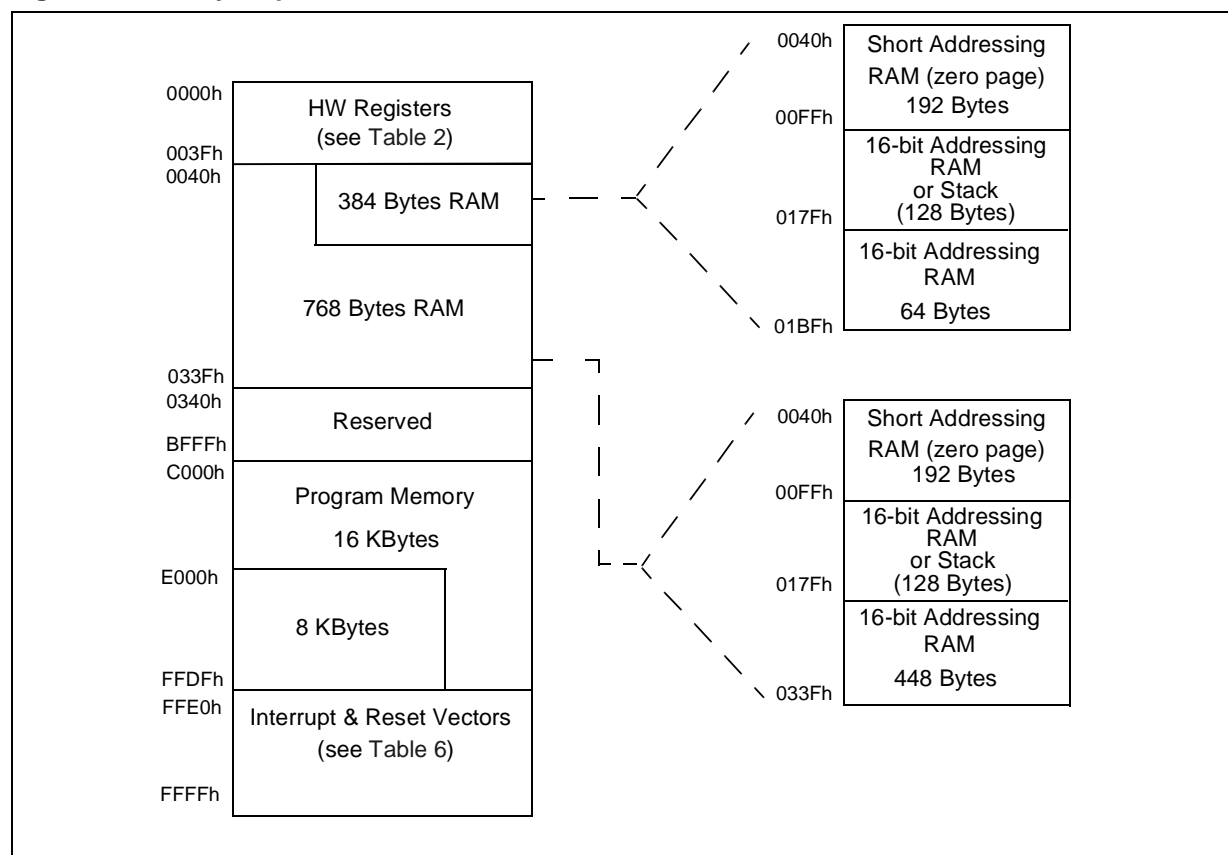 0000h
HW Registers
(see Table 2)
003Fh
0040h
384 Bytes RAM
768 Bytes RAM
033Fh
0340h
Reserved
BFFFh
C000h
Program Memory
16 KBytes
E000h
8 KBytes
FFDFh
FFE0h
Interrupt & Reset Vectors
(see Table 6)
FFFFh
0040h
Short Addressing
RAM (zero page)
192 Bytes
00FFh
16-bit Addressing
RAM
or Stack
(128 Bytes)
017Fh
16-bit Addressing
RAM
64 Bytes
01BFh
0040h
Short Addressing
RAM (zero page)
192 Bytes
00FFh
16-bit Addressing
RAM
or Stack
(128 Bytes)
017Fh
16-bit Addressing
RAM
448 Bytes
033Fh